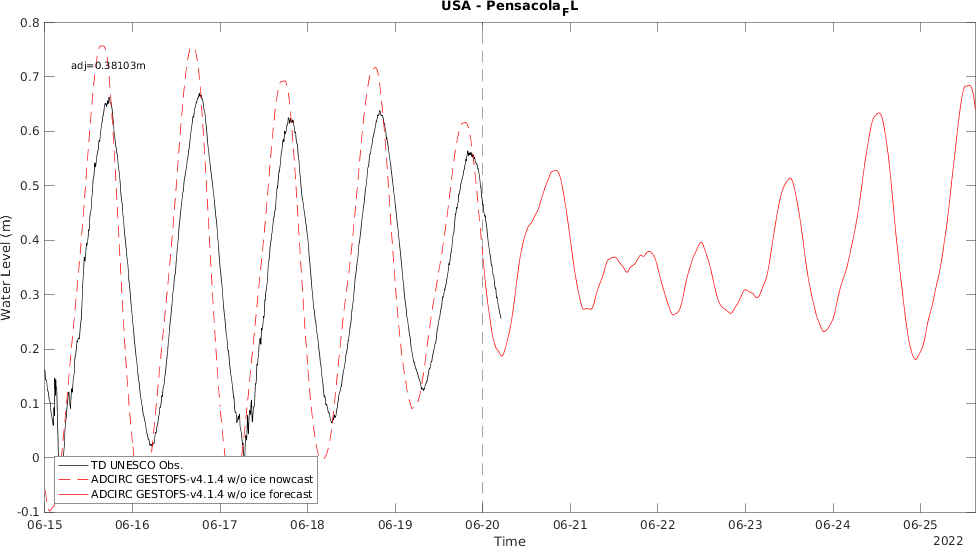 USA - Pensacola_FL
adj=0.38103m
Water Level (m)
0.8
0.7
0.6
0.5
0.4
0.3
0.2
0.1
0
-0.1
TD UNESCO Obs.
ADCIRC GESTOFS-v4.1.4 w/o ice nowcast
ADCIRC GESTOFS-v4.1.4 w/o ice forecast
06-15 06-16 06-17 06-18 06-19 06-20 06-21 06-22 06-23 06-24 06-25
Time
2022